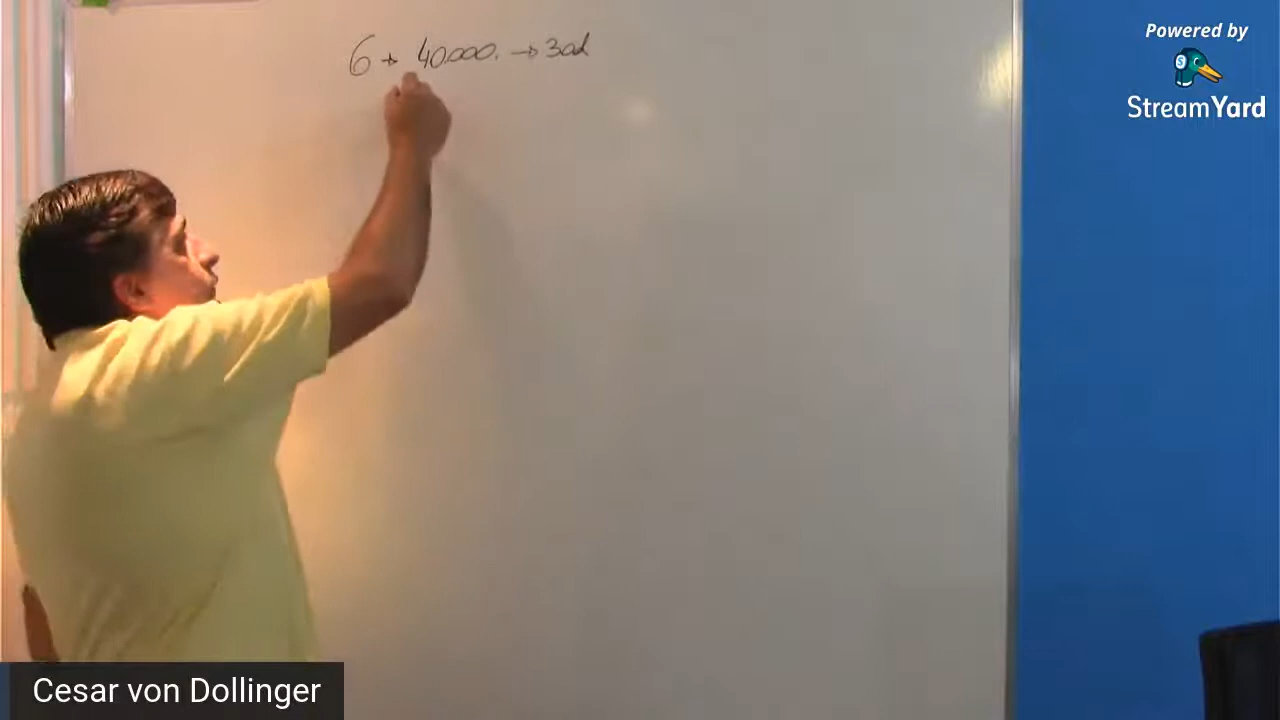 6 → 40.000. → 30d
Powered by
StreamYard
Cesar von Dollinger